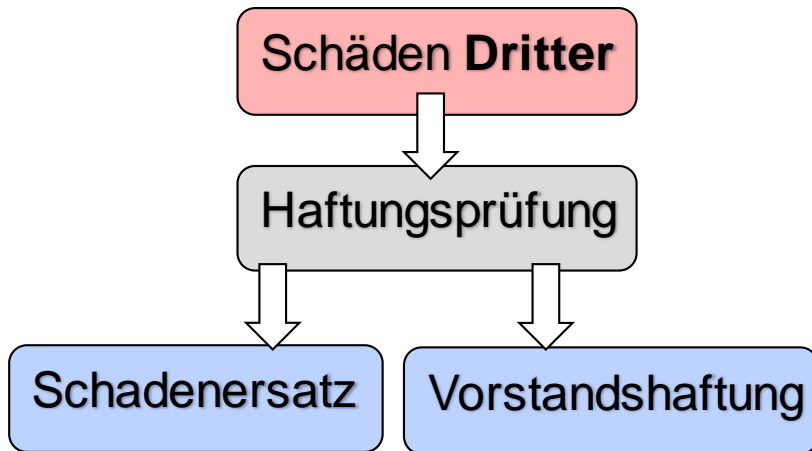 Schäden Dritter
Haftungsprüfung
Schadenersatz
Vorstandshaftung